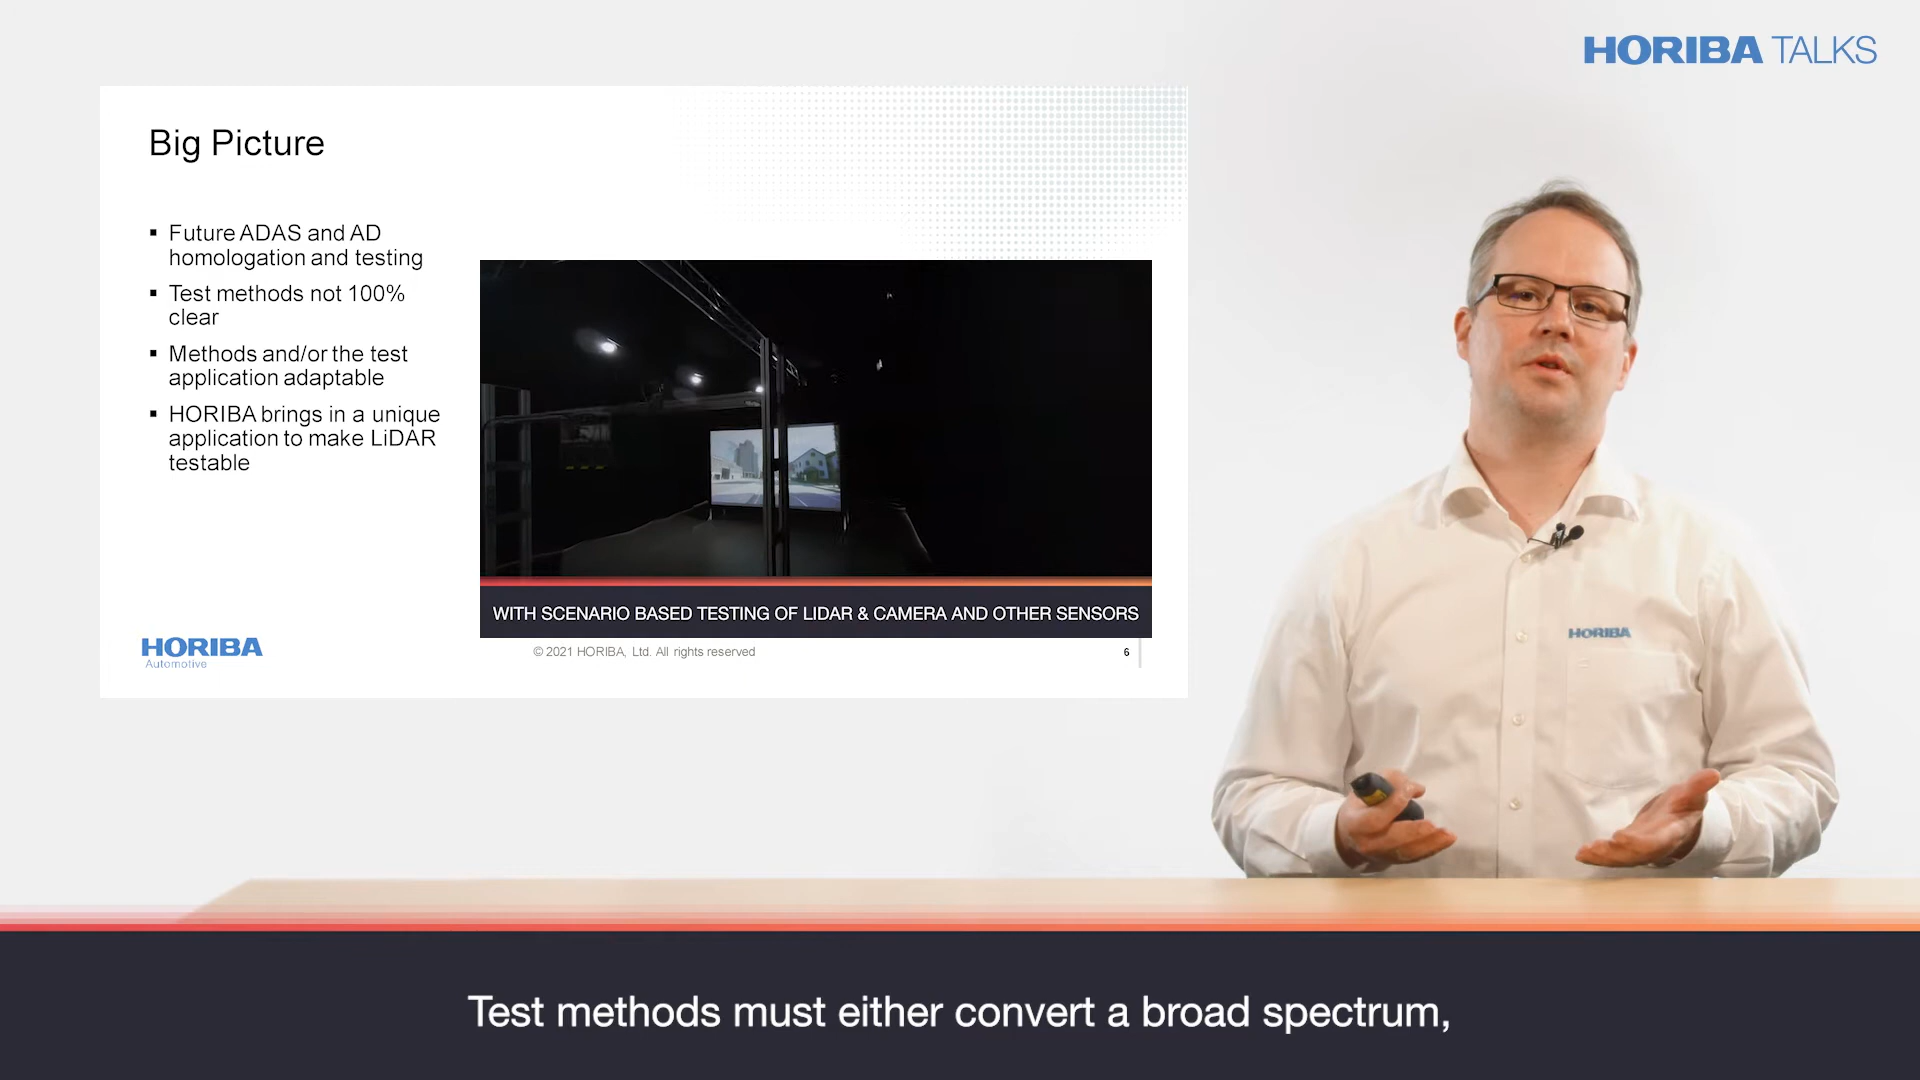 HORIBA TALKS
Big Picture
▪ Future ADAS and AD
homologation and testing
▪ Test methods not 100%
clear
▪ Methods and/or the test
application adaptable
▪ HORIBA brings in a unique
application to make LiDAR
testable
WITH SCENARIO BASED TESTING OF LIDAR & CAMERA AND OTHER SENSORS
HORIBA
Automotive
© 2021 HORIBA, Ltd. All rights reserved
6
HORIBA
Test methods must either convert a broad spectrum,